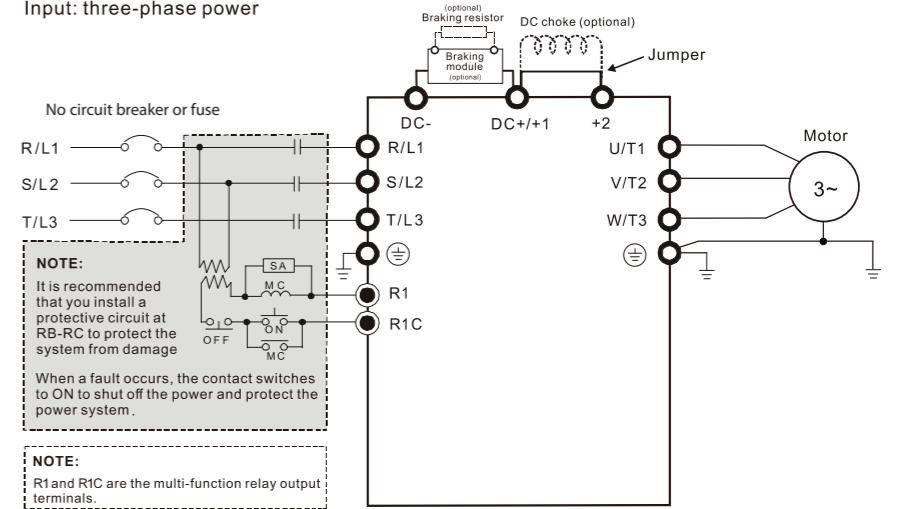 Input: three-phase power
(optional)
Braking resistor
DC choke (optional)
Braking
module
(optional)
Jumper
No circuit breaker or fuse
DC-
DC+/+1
+2
Motor
R/L1
R/L1
U/T1
S/L2
S/L2
V/T2
3~
T/L3
T/L3
W/T3
NOTE:
It is recommended
that you install a
protective circuit at
RB-RC to protect the
system from damage
When a fault occurs, the contact switches
to ON to shut off the power and protect the
power system.
SA
MC
R1
OFF
ON
R1C
MC
NOTE:
R1 and R1C are the multi-function relay output
terminals.